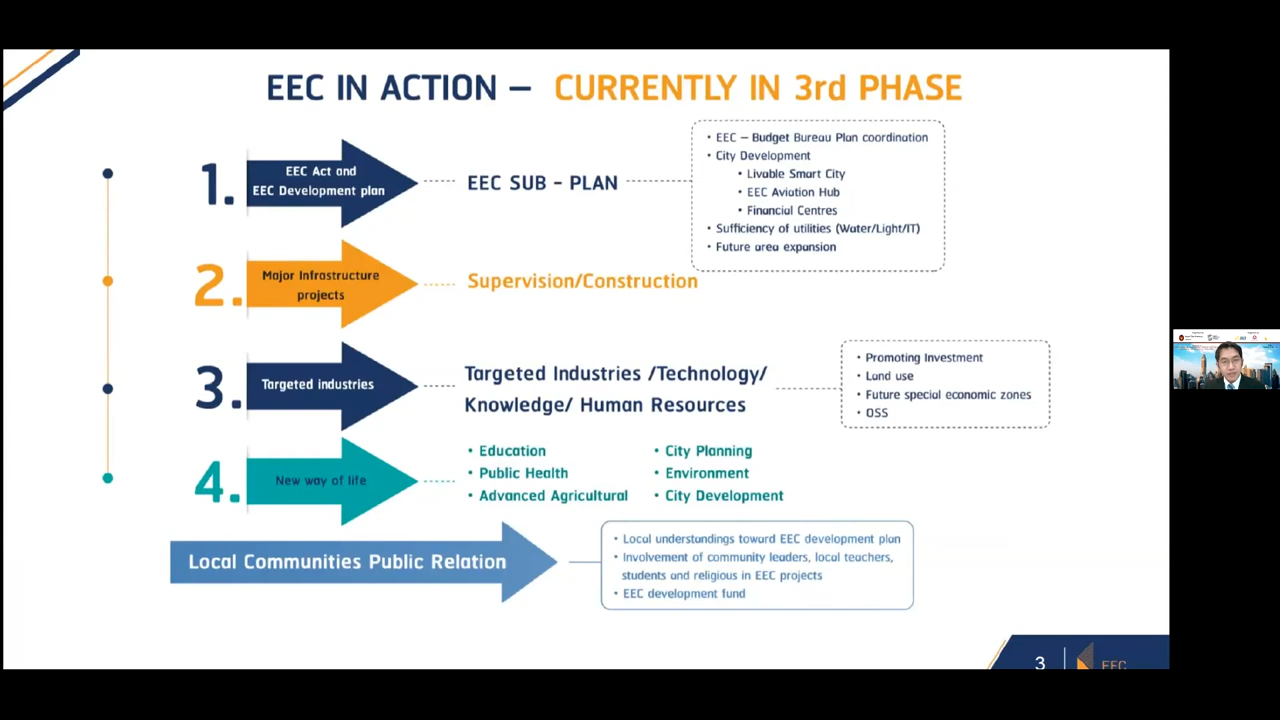 EEC IN ACTION – CURRENTLY IN 3rd PHASE
1.
EEC Act and
EEC Development plan
EEC SUB - PLAN
• EEC – Budget Bureau Plan coordination
• City Development
• Livable Smart City
• EEC Aviation Hub
• Financial Centres
• Sufficiency of utilities (Water/Light/IT)
• Future area expansion
2.
Major Infrastructure
projects
Supervision/Construction
3.
Targeted industries
Targeted Industries /Technology/
Knowledge/ Human Resources
• Promoting Investment
• Land use
• Future special economic zones
• OSS
4.
New way of life
• Education
• Public Health
• Advanced Agricultural
• City Planning
• Environment
• City Development
Local Communities Public Relation
• Local understandings toward EEC development plan
• Involvement of community leaders, local teachers,
students and religious in EEC projects
• EEC development fund
3
EEC